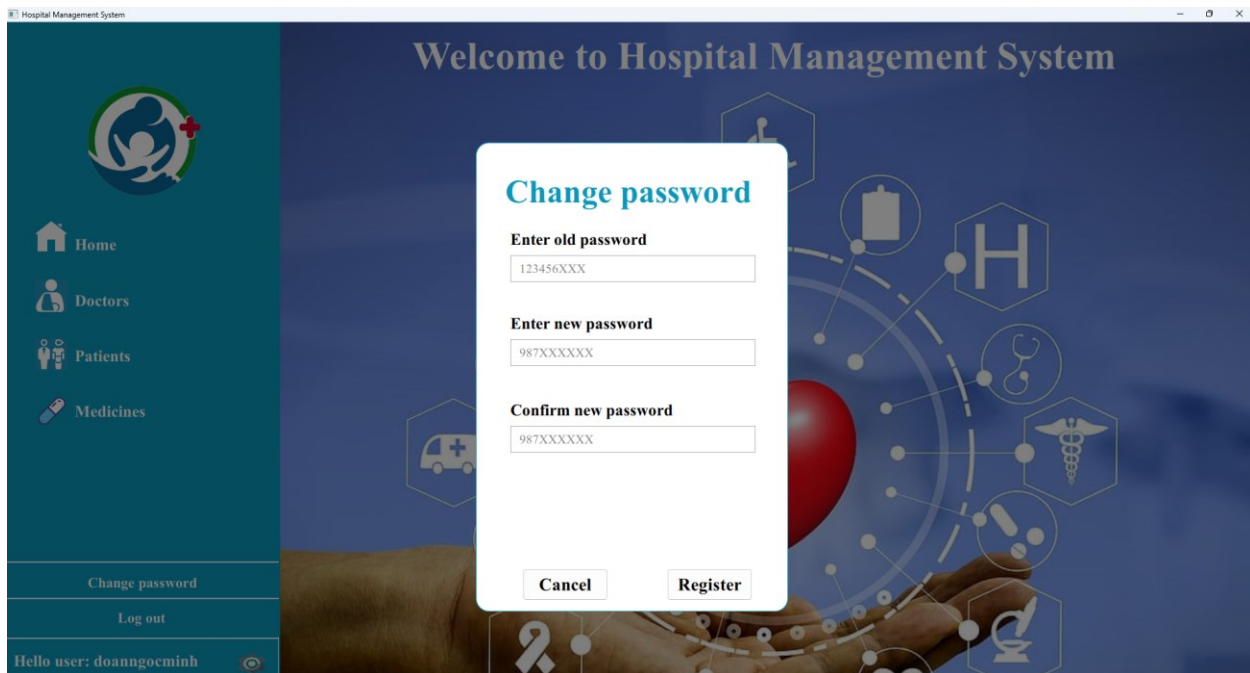 Hospital Management System
Welcome to Hospital Management System
Home
Doctors
Patients
Medicines
Change password
Log out
Hello user: doanngocminh
Change password
Enter old password
123456XXX
Enter new password
987XXXXXX
Confirm new password
987XXXXXX
Cancel Register
H